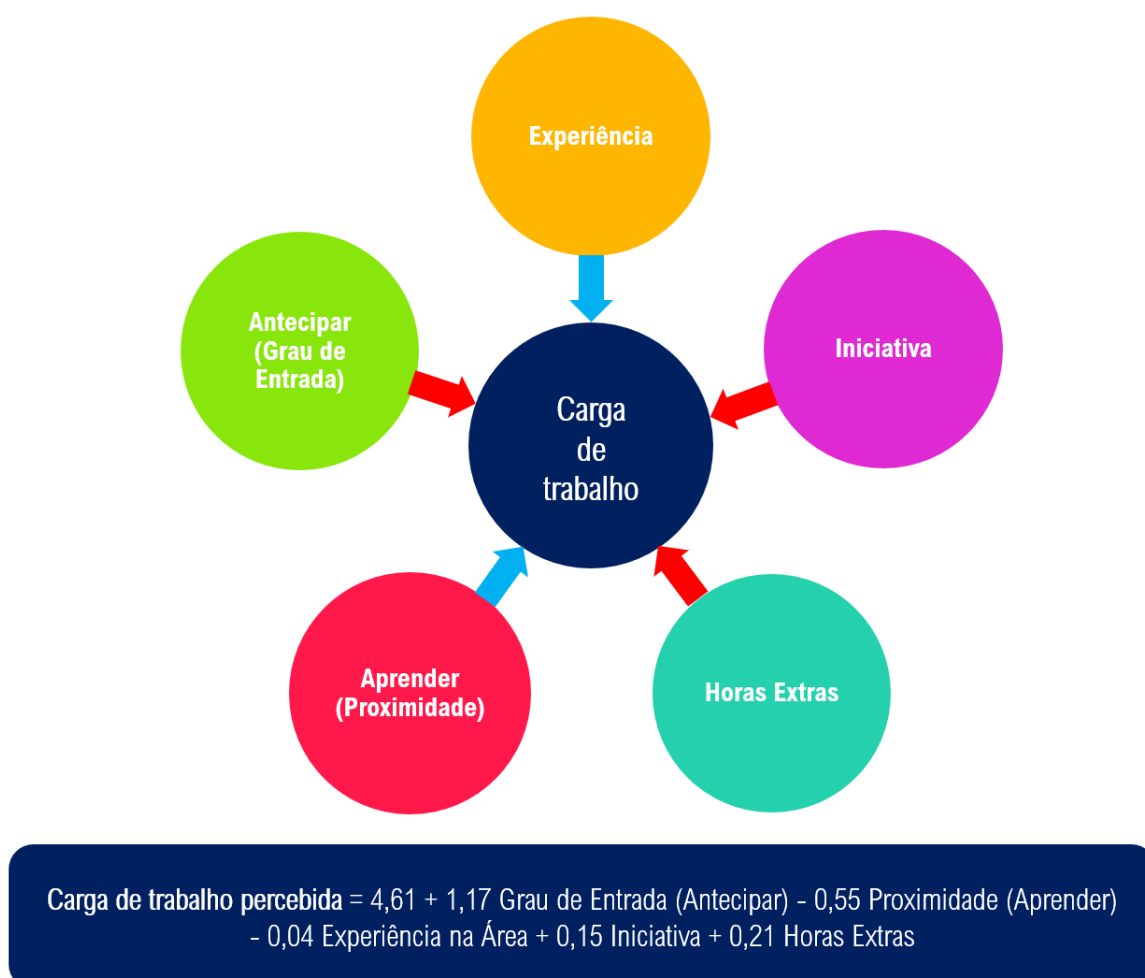 Experiência
Antecipar
(Grau de
Entrada)
Iniciativa
Carga
de
trabalho
Aprender
(Proximidade)
Horas Extras
Carga de trabalho percebida = 4,61 + 1,17 Grau de Entrada (Antecipar) - 0,55 Proximidade (Aprender)
- 0,04 Experiência na Área + 0,15 Iniciativa + 0,21 Horas Extras